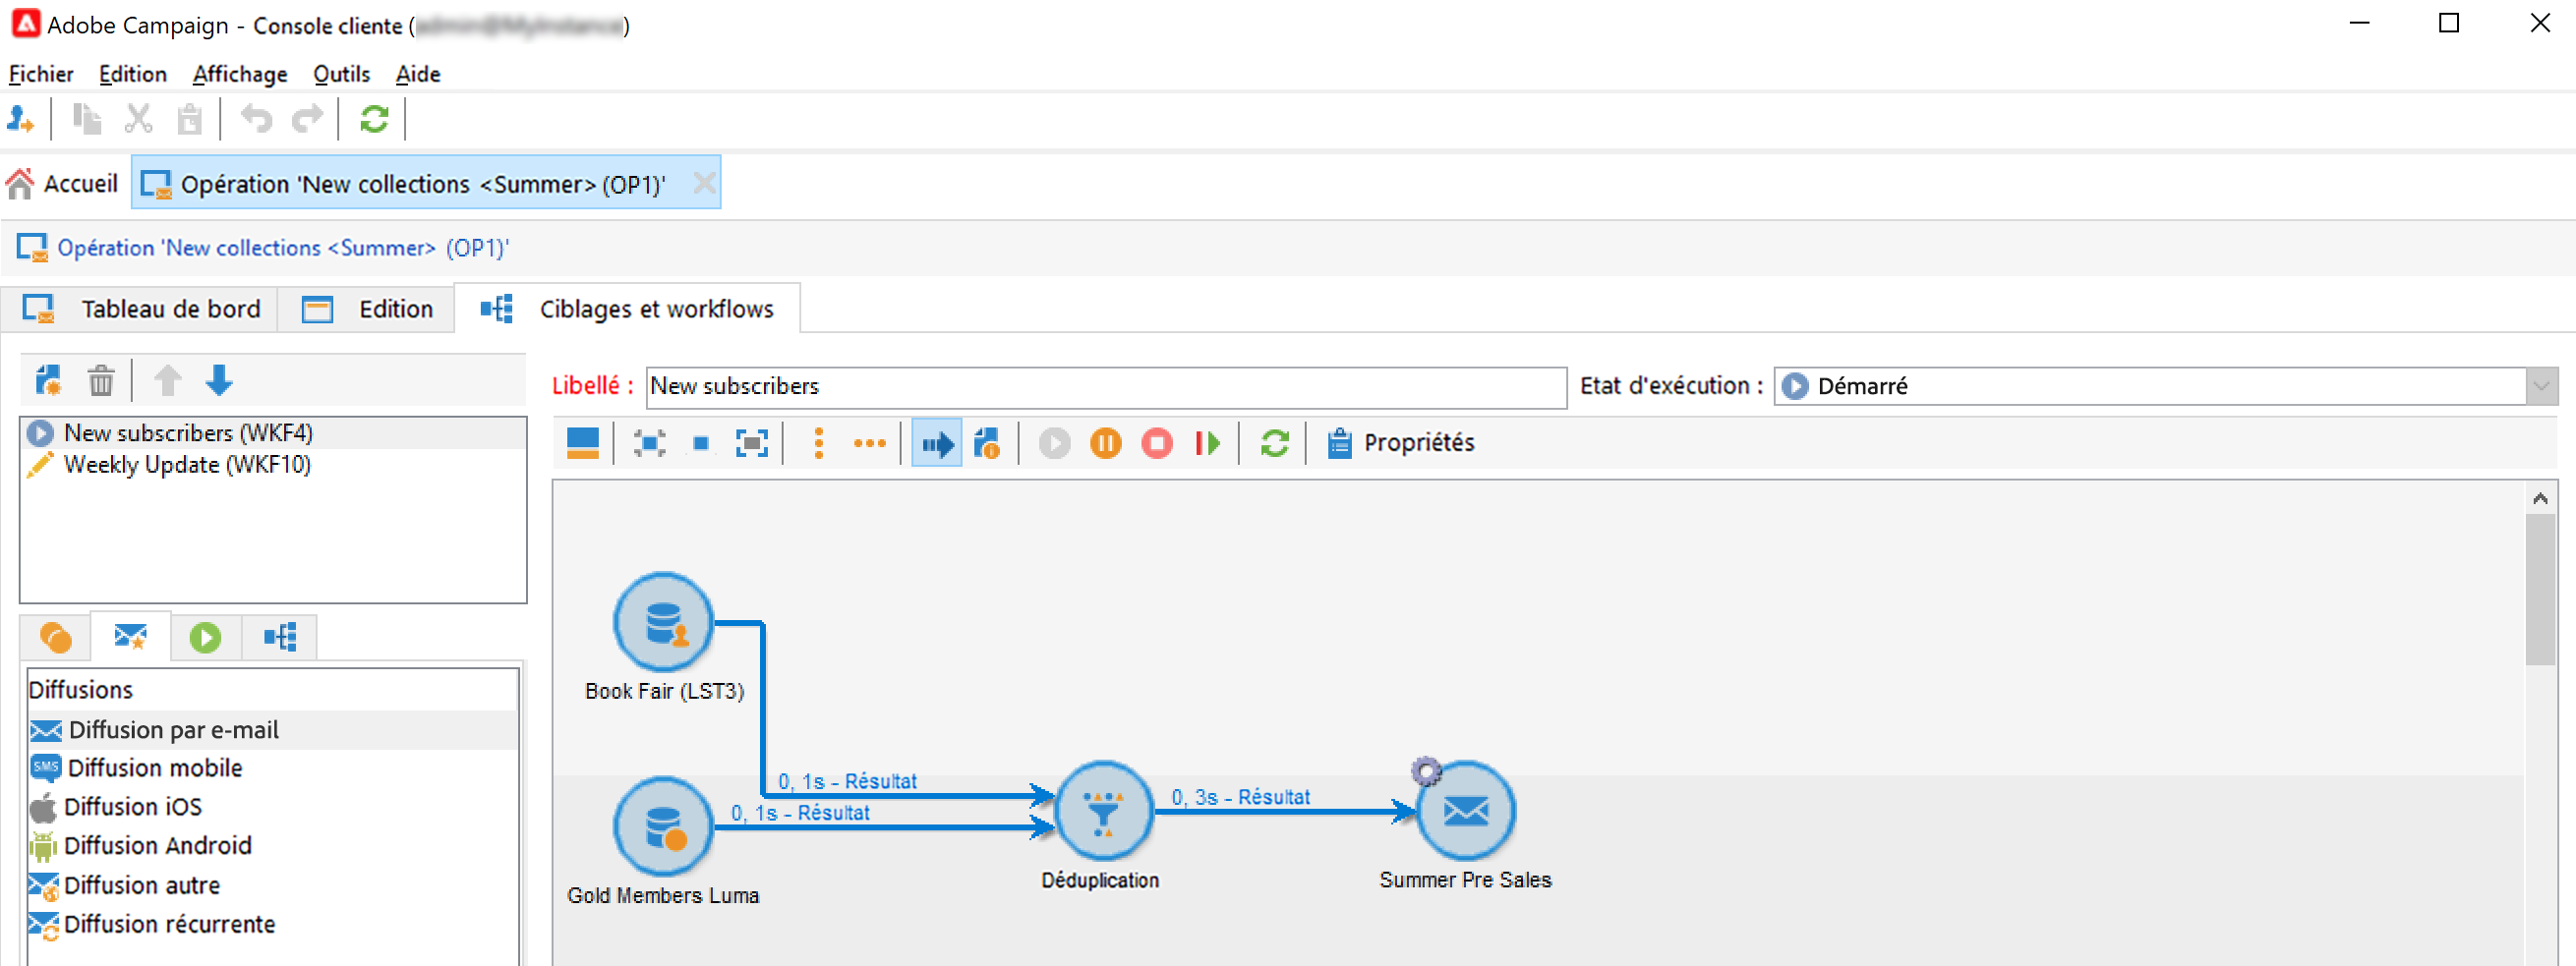 Adobe Campaign - Console cliente ( )
Fichier Edition Affichage Outils Aide
Accueil Opération 'New collections <Summer> (OP1)'
Opération 'New collections <Summer> (OP1)'
Tableau de bord Edition Ciblages et workflows
Libellé : New subscribers Etat d'exécution : Démarré
New subscribers (WKF4)
Weekly Update (WKF10)
Propriétés
Book Fair (LST3)
Diffusions
Diffusion par e-mail
SMS Diffusion mobile
Diffusion iOS
Diffusion Android
Diffusion autre
Diffusion récurrente
0, 1s - Résultat
0, 1s - Résultat
0, 3s - Résultat
Gold Members Luma
Déduplication
Summer Pre Sales